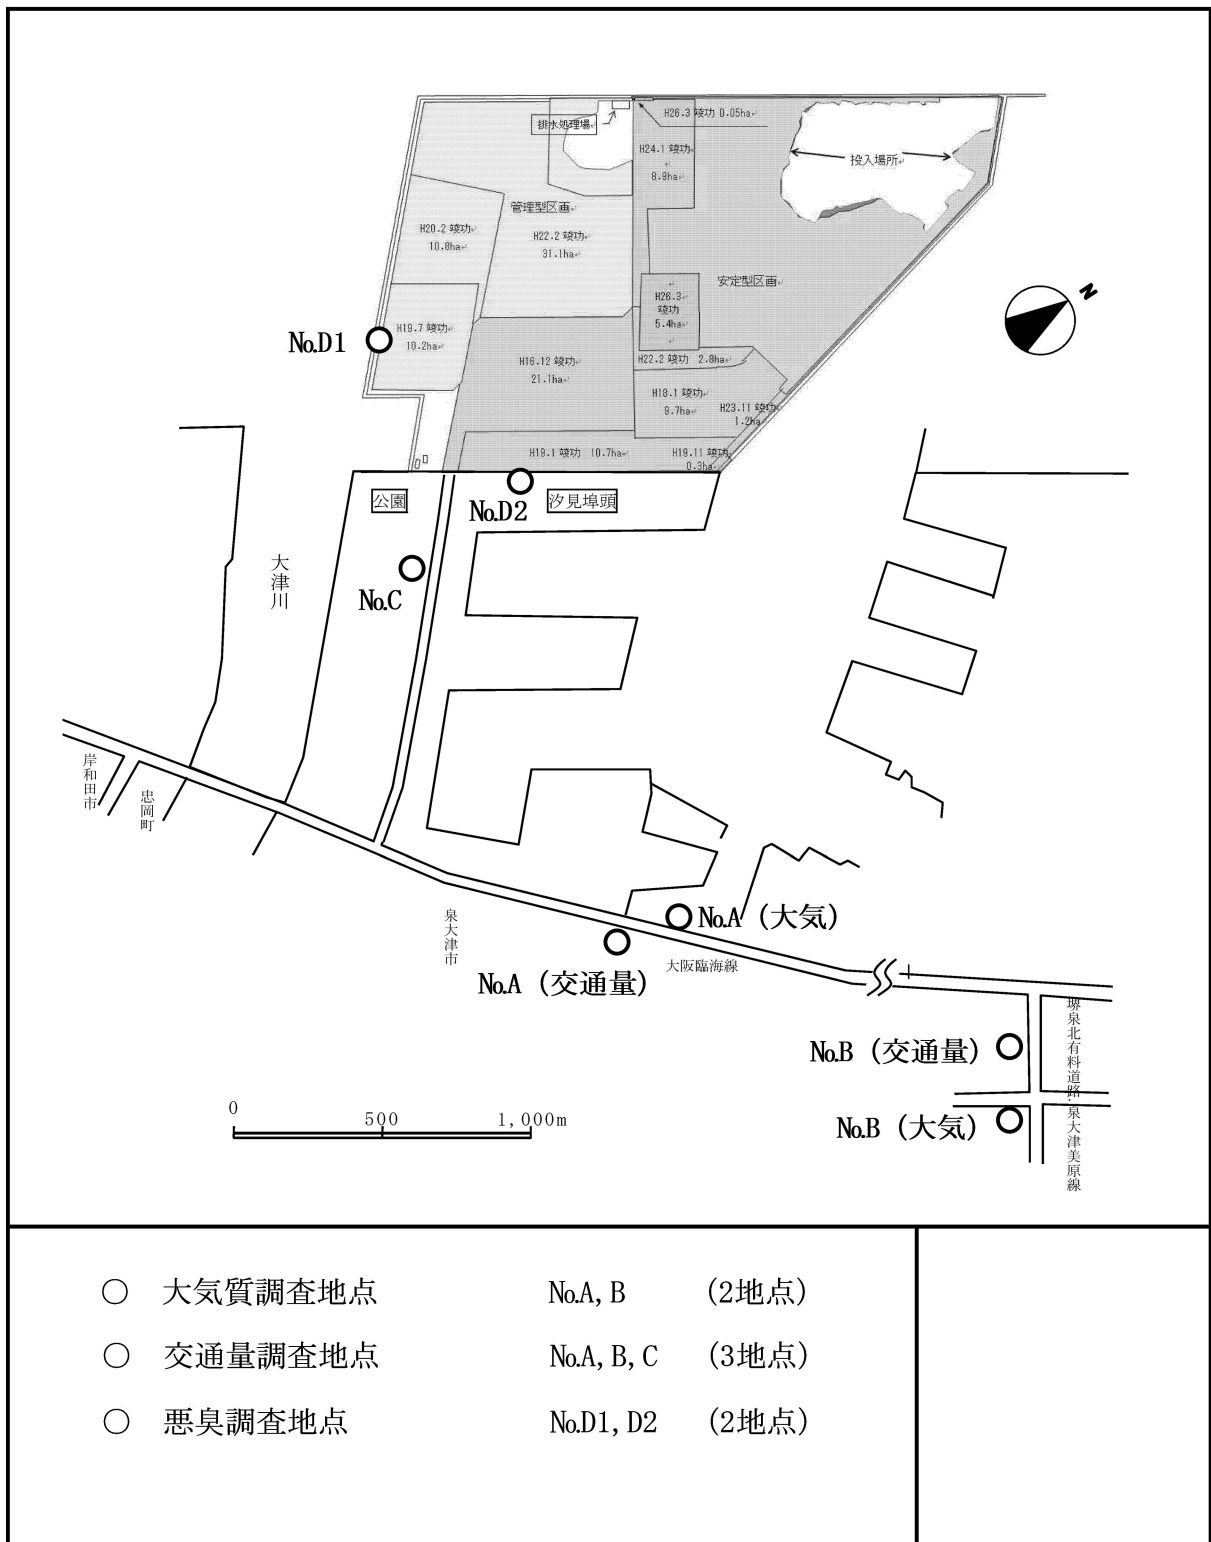 H26.3 竣功 0.05ha
排水処理場
H24.1 竣功
8.9ha
投入場所
管理型区画
H20.2 竣功
10.8ha
H22.2 竣功
31.1ha
安定型区画
H26.3
竣功
5.4ha
N
No.D1
H19.7 竣功
10.2ha
H16.12 竣功
21.1ha
H22.2 竣功 2.8ha
H18.1 竣功
9.7ha
H23.11 竣功
1.2ha
H19.1 竣功 10.7ha
H19.11 竣功
0.3ha
公園
No.D2
汐見埠頭
大津川
No.C
岸和田市
忠岡町
泉大津市
No.A (大気)
No.A (交通量)
大阪臨海線
No.B (交通量)
No.B (大気)
堺泉北有料道路・泉大津美原線
0 500 1,000m
○ 大気質調査地点 No.A, B (2地点)
○ 交通量調査地点 No.A, B, C (3地点)
○ 悪臭調査地点 No.D1, D2 (2地点)